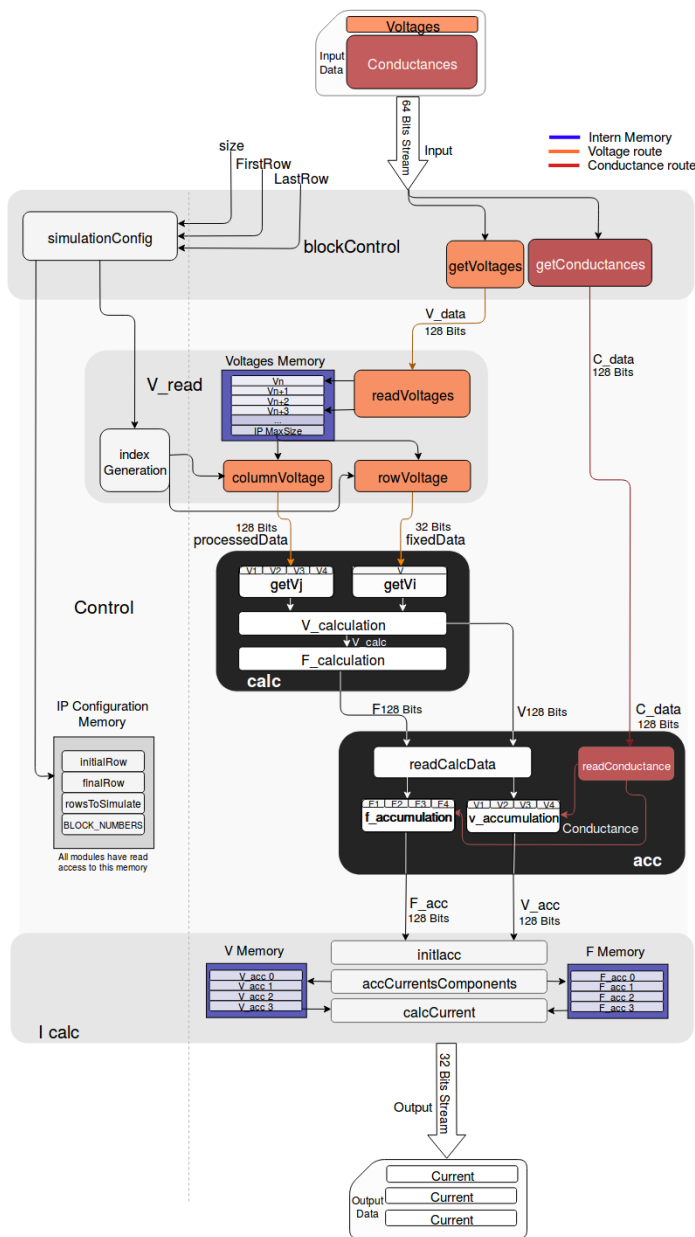 Voltages
Input
Data
Conductances
64 Bits Stream
Input
Intern Memory
Voltage route
Conductance route
size
FirstRow
LastRow
simulationConfig
blockControl
getVoltages
getConductances
V_data
128 Bits
C_data
128 Bits
V_read
Voltages Memory
Vn
Vn+1
Vn+2
Vn+3
...
IP MaxSize
readVoltages
index
Generation
columnVoltage
rowVoltage
128 Bits
processedData
32 Bits
fixedData
V1 V2 V3 V4
getVj
V
getVi
V_calculation
V_calc
F_calculation
calc
Control
F128 Bits
V128 Bits
C_data
128 Bits
IP Configuration
Memory
initialRow
finalRow
rowsToSimulate
BLOCK_NUMBERS
All modules have read
access to this memory
readCalcData
readConductance
F1 F2 F3 F4
f_accumulation
V1 V2 V3 V4
v_accumulation
Conductance
acc
F_acc
128 Bits
V_acc
128 Bits
V Memory
V_acc 0
V_acc 1
V_acc 2
V_acc 3
initIacc
accCurrentsComponents
calcCurrent
F Memory
F_acc 0
F_acc 1
F_acc 2
F_acc 3
I calc
32 Bits Stream
Output
Output
Data
Current
Current
Current